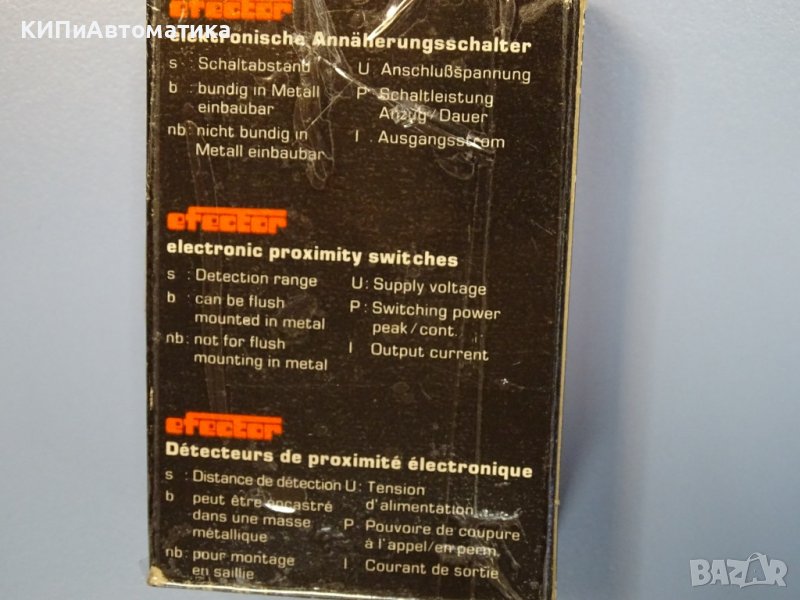 efector
КИПиАвтоматика
elektronische Annäherungsschalter
s : Schaltabstand U Anschlußspannung
b : bundig in Metall P : Schaltleistung
einbaubar Anzug/Dauer
nb: nicht bundig in I . Ausgangsstrom
Metall einbaubar
efector
electronic proximity switches
s : Detection range U: Supply voltage
b : can be flush P: Switching power
mounted in metal peak/cont.
nb: not for flush I Output current
mounting in metal
efector
Détecteurs de proximité électronique
s : Distance de détection U: Tension
b peut être encastré d'alimentation
dans une masse P : Pouvoire de coupure
métallique à l'appel/en perm.
nb: pour montage I Courant de sortie
en saillie
BAZAR